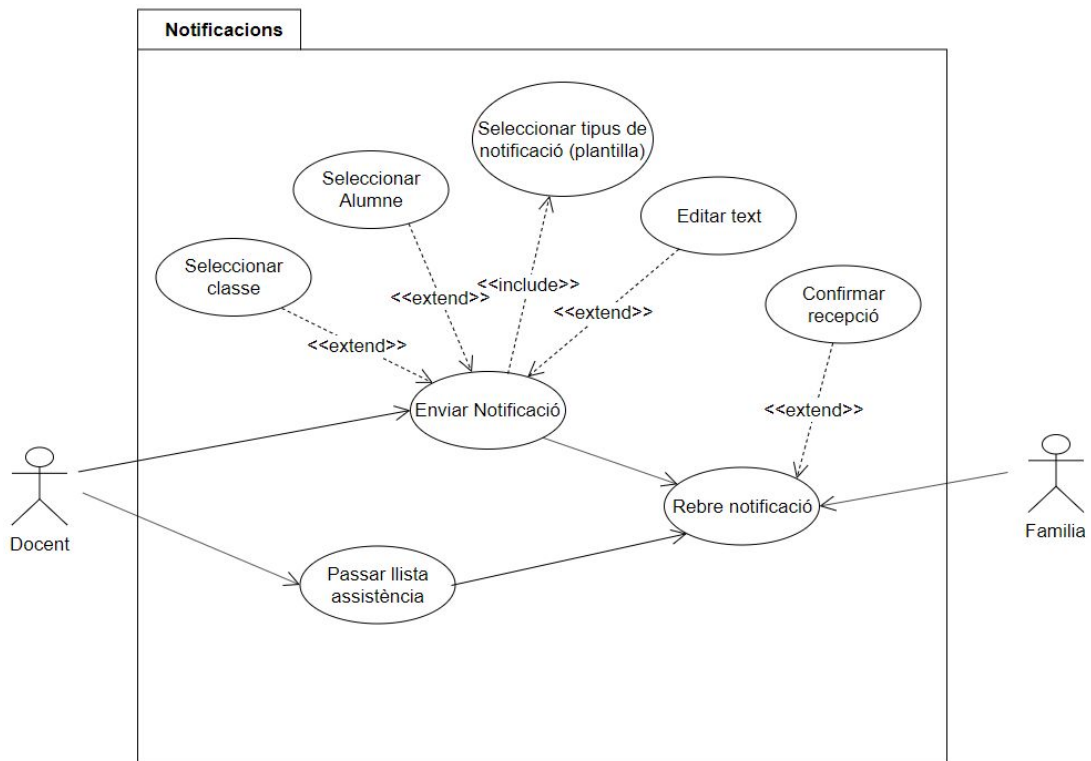 Notificacions
Seleccionar tipus de
notificació (plantilla)
Seleccionar
Alumne
Editar text
Seleccionar
classe
Confirmar
recepció
<<extend>>
<<include>>
<<extend>>
<<extend>>
<<extend>>
Enviar Notificació
Rebre notificació
Docent
Familia
Passar llista
assistència